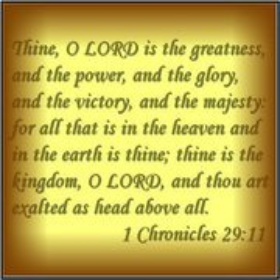 Thine, O LORD is the greatness,
and the power, and the glory,
and the victory, and the majesty:
for all that is in the heaven and
in the earth is thine; thine is the
kingdom, O LORD, and thou art
exalted as head above all.
1 Chronicles 29:11